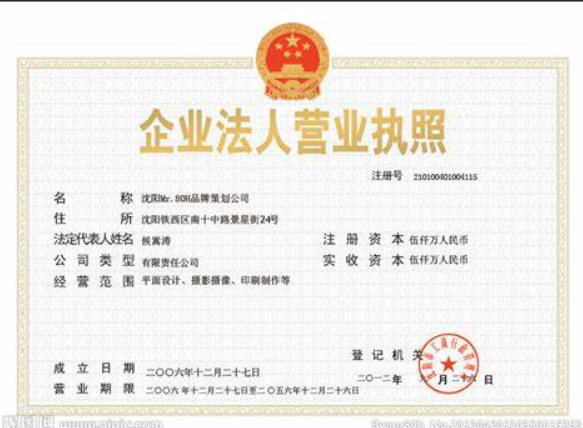 企业法人营业执照
注册号 210100401004115
名称 沈阳Mr.SOH品牌策划公司
住所 沈阳铁西区南十中路景星街24号
法定代表人姓名 候嵩涛 注册资本 伍仟万人民币
公司类型 有限责任公司 实收资本 伍仟万人民币
经营范围 平面设计、摄影摄像、印刷制作等
登记机关
成立日期 二〇〇六年十二月二十七日
二〇一二年 月二十六日
营业期限 二〇〇六年十二月二十七日至二〇五六年十二月二十六日